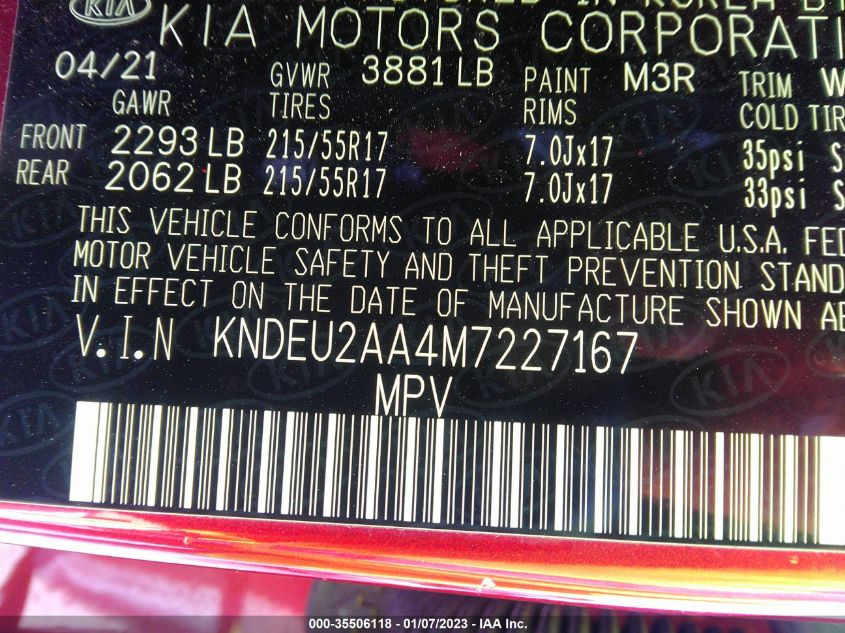 KIA
KIA MOTORS CORPORATI
04/21 GVWR 3881 LB PAINT M3R TRIM W
GAWR TIRES RIMS COLD TIR
FRONT 2293 LB 215/55R17 7.0Jx17 35psi
REAR 2062 LB 215/55R17 7.0Jx17 33psi
THIS VEHICLE CONFORMS TO ALL APPLICABLE U.S.A. FED
MOTOR VEHICLE SAFETY AND THEFT PREVENTION STAND
IN EFFECT ON THE DATE OF MANUFACTURE SHOWN AB
V.I.N KNDEU2AA4M7227167
MPV
000-35506118 - 01/07/2023 - IAA Inc.